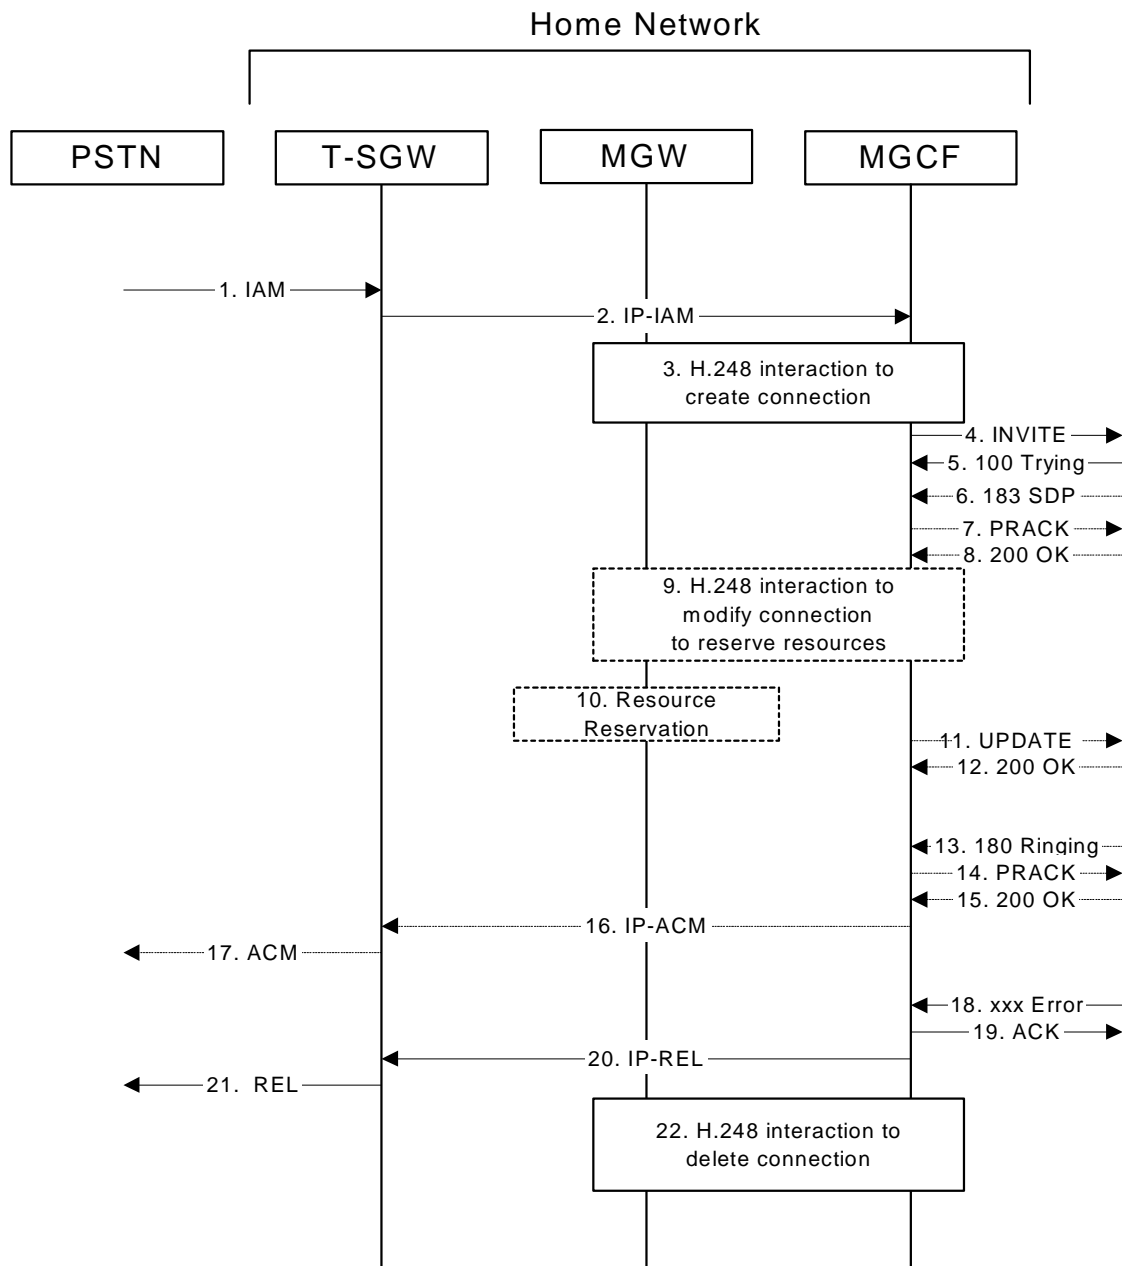 Home Network
PSTN
T-SGW
MGW
MGCF
1. IAM
2. IP-IAM
3. H.248 interaction to
create connection
4. INVITE
5. 100 Trying
6. 183 SDP
7. PRACK
8. 200 OK
9. H.248 interaction to
modify connection
to reserve resources
10. Resource
Reservation
11. UPDATE
12. 200 OK
13. 180 Ringing
14. PRACK
15. 200 OK
16. IP-ACM
17. ACM
18. xxx Error
19. ACK
20. IP-REL
21. REL
22. H.248 interaction to
delete connection